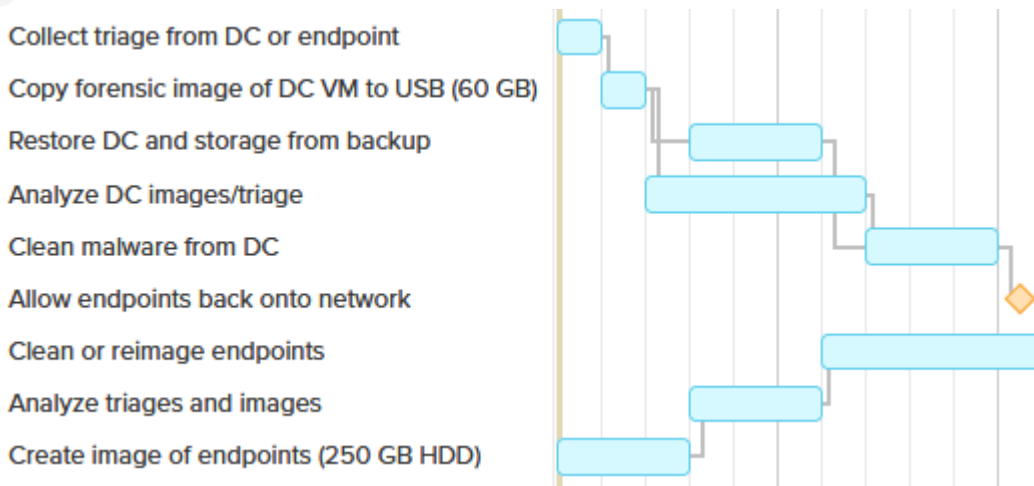 Collect triage from DC or endpoint
Copy forensic image of DC VM to USB (60 GB)
Restore DC and storage from backup
Analyze DC images/triage
Clean malware from DC
Allow endpoints back onto network
Clean or reimage endpoints
Analyze triages and images
Create image of endpoints (250 GB HDD)